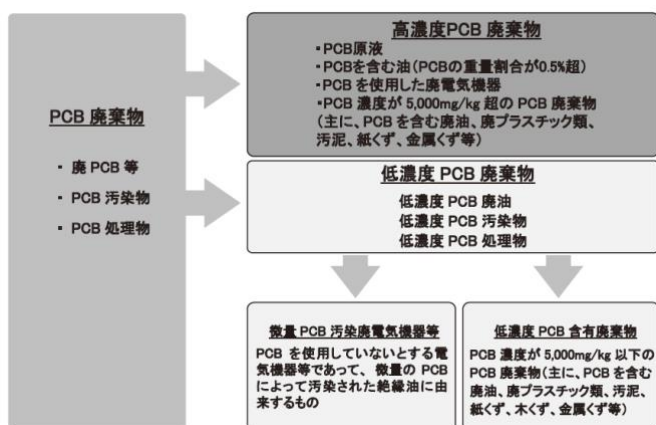 PCB 廃棄物
・ 廃 PCB 等
・ PCB 汚染物
・ PCB 処理物
高濃度PCB 廃棄物
・PCB原液
・PCBを含む油（PCBの重量割合が0.5%超）
・PCB を使用した廃電気機器
・PCB 濃度が 5,000mg/kg 超の PCB 廃棄物
（主に、PCB を含む廃油、廃プラスチック類、
汚泥、紙くず、金属くず等）
低濃度 PCB 廃棄物
低濃度 PCB 廃油
低濃度 PCB 汚染物
低濃度 PCB 処理物
微量 PCB 汚染廃電気機器等
PCB を使用していないとする電
気機器等であって、微量の PCB
によって汚染された絶縁油に由
来するもの
低濃度 PCB 含有廃棄物
PCB 濃度が 5,000mg/kg 以下の
PCB 廃棄物（主に、PCB を含む
廃油、廃プラスチック類、汚泥、
紙くず、木くず、金属くず等）